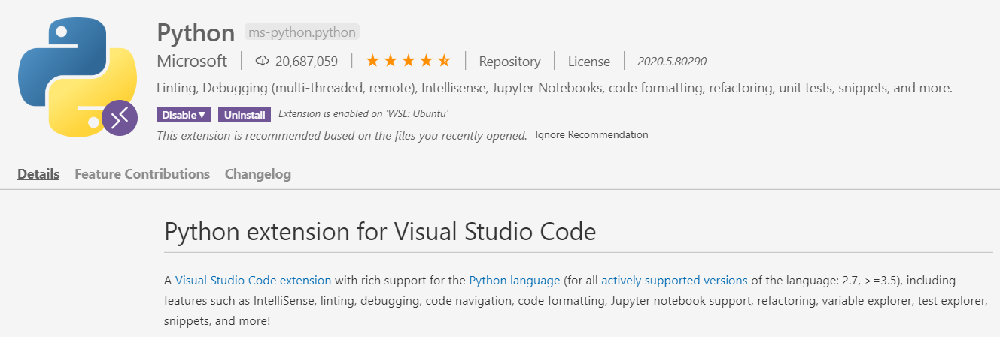 Python ms-python.python
Microsoft 20,687,059 Repository License 2020.5.80290
Linting, Debugging (multi-threaded, remote), Intellisense, Jupyter Notebooks, code formatting, refactoring, unit tests, snippets, and more.
Disable▼ Uninstall Extension is enabled on 'WSL: Ubuntu'
This extension is recommended based on the files you recently opened. Ignore Recommendation
Details Feature Contributions Changelog
Python extension for Visual Studio Code
A Visual Studio Code extension with rich support for the Python language (for all actively supported versions of the language: 2.7, >=3.5), including
features such as IntelliSense, linting, debugging, code navigation, code formatting, Jupyter notebook support, refactoring, variable explorer, test explorer,
snippets, and more!